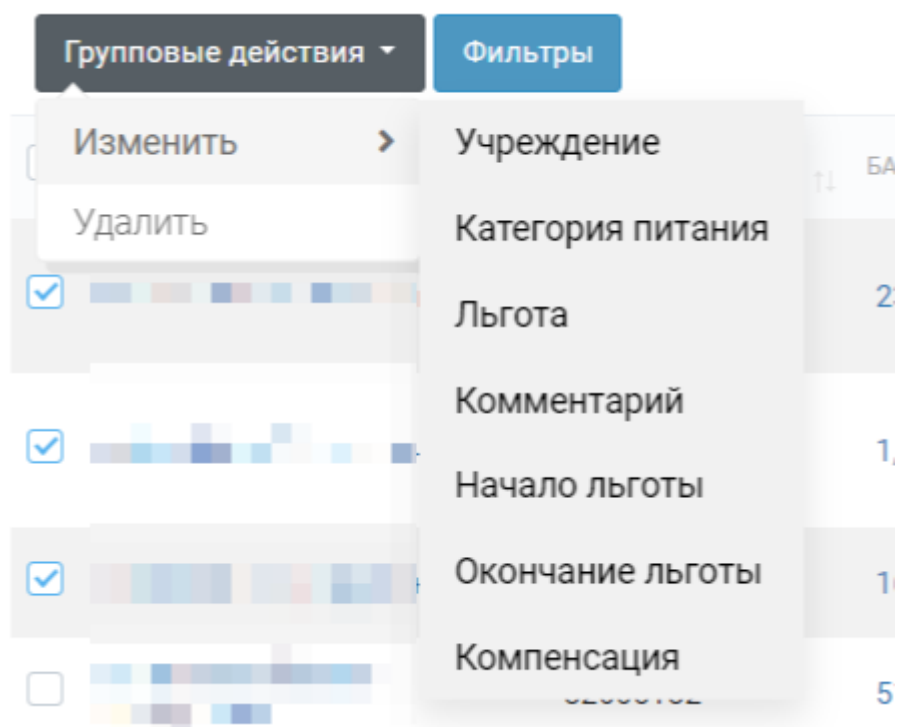 Групповые действия
Фильтры
Изменить
Удалить
Учреждение
Категория питания
Льгота
Комментарий
Начало льготы
Окончание льготы
Компенсация